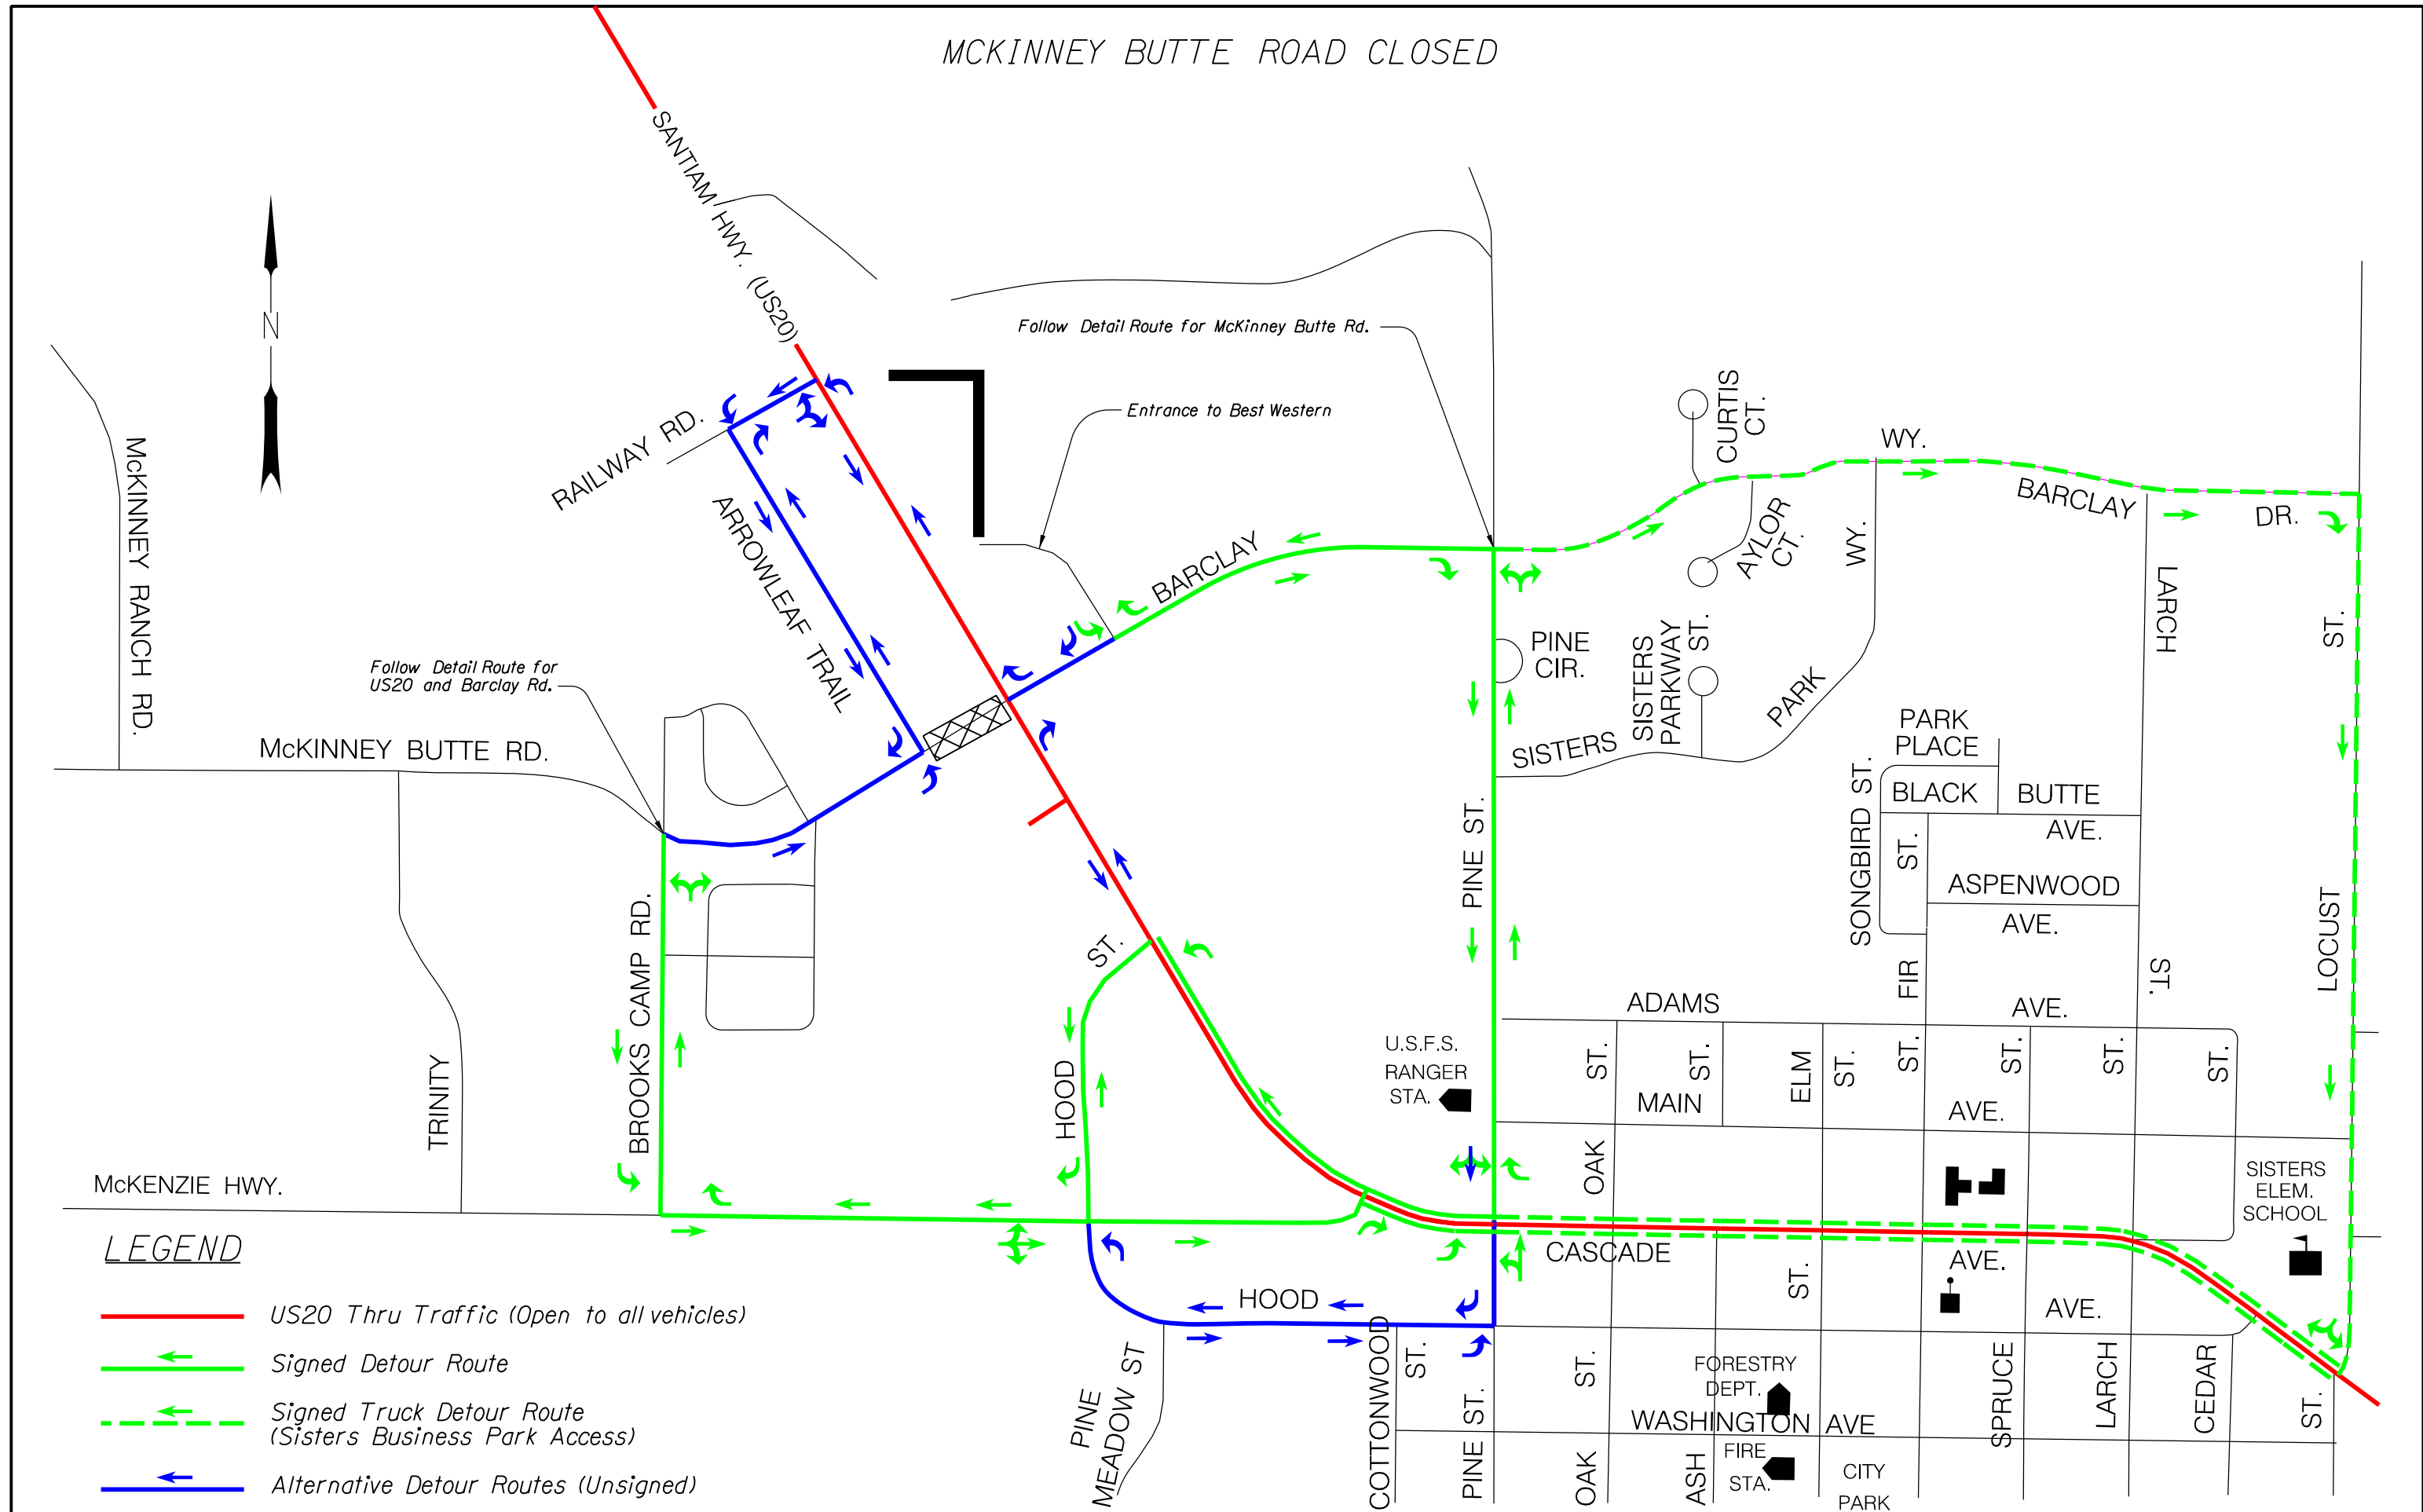 MCKINNEY BUTTE ROAD CLOSED
SANTIAM HWY. (US20)
N
Follow Detail Route for McKinney Butte Rd.
Entrance to Best Western
RAILWAY RD.
ARROWLEAF TRAIL
BARCLAY
CURTIS
CT.
WY.
BARCLAY
DR.
AYLOR
CT.
WY.
LARCH
ST.
McKINNEY RANCH RD.
Follow Detail Route for
US20 and Barclay Rd.
McKINNEY BUTTE RD.
PINE
CIR.
SISTERS
PARKWAY
ST.
PARK
SISTERS
PARK
PLACE
BLACK
BUTTE
AVE.
SONGBIRD ST.
ST.
ASPENWOOD
AVE.
FIR
ST.
LOCUST
PINE ST.
BROOKS CAMP RD.
ST.
HOOD
TRINITY
ADAMS
AVE.
U.S.F.S.
RANGER
STA.
ST.
ST.
ELM
ST.
ST.
ST.
ST.
ST.
MAIN
AVE.
OAK
McKENZIE HWY.
SISTERS
ELEM.
SCHOOL
CASCADE
AVE.
ST.
HOOD
AVE.
LEGEND
US20 Thru Traffic (Open to all vehicles)
Signed Detour Route
Signed Truck Detour Route
(Sisters Business Park Access)
Alternative Detour Routes (Unsigned)
PINE
MEADOW ST
COTTONWOOD
ST.
PINE ST.
PINE
OAK
ST.
ASH
FORESTRY
DEPT.
WASHINGTON AVE
FIRE
STA.
CITY
PARK
SPRUCE
LARCH
CEDAR
ST.